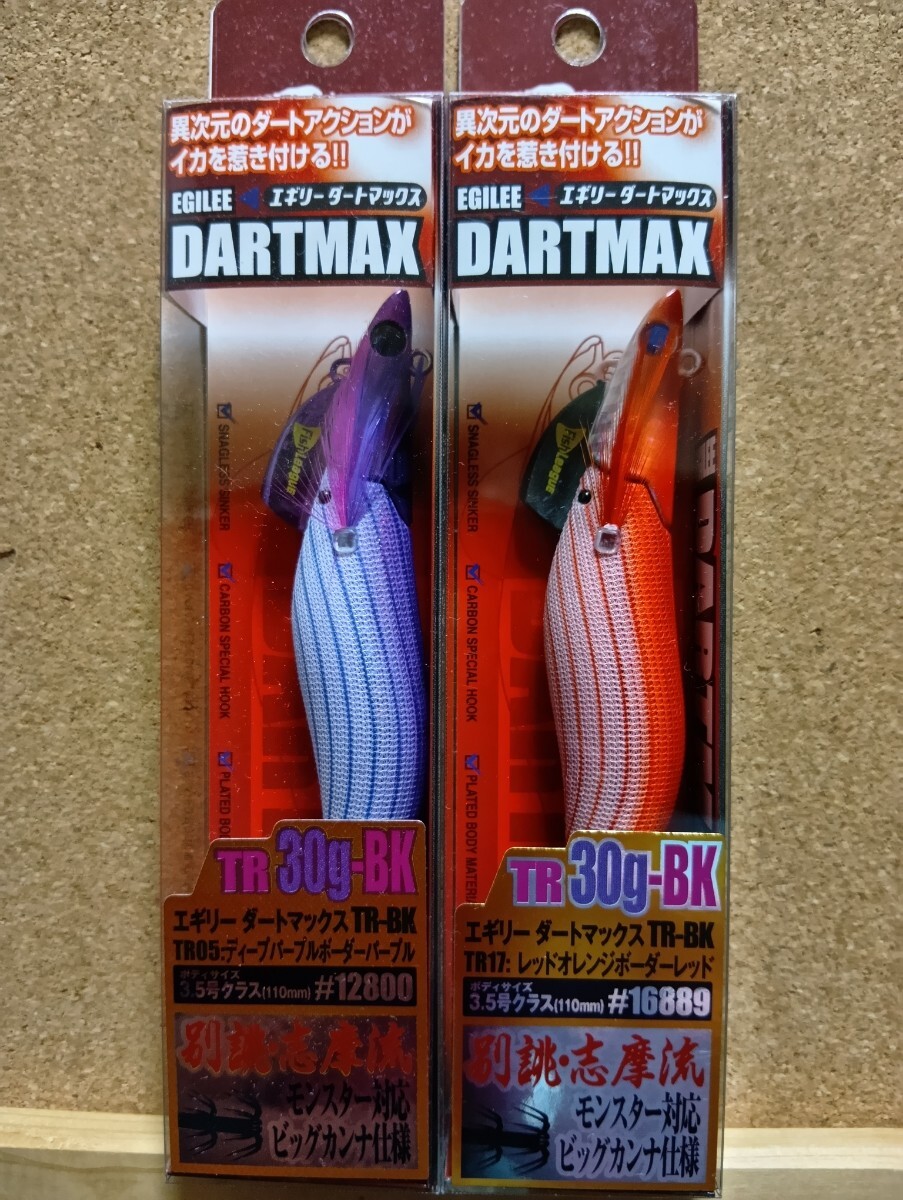 異次元のダートアクションが
イカを惹き付ける!!
EGILEE エギリー ダートマックス
DARTMAX
FISH LEAGUE
SNAGLESS SINKER
CARBON SPECIAL HOOK
PLATED BODY
TR 30g-BK
エギリー ダートマックス TR-BK
TR05:ディープパープルボーダーパープル
ボディサイズ
3.5号クラス(110mm) #12800
別誂・志摩流
モンスター対応
ビッグカンナ仕様
異次元のダートアクションが
イカを惹き付ける!!
EGILEE エギリー ダートマックス
DARTMAX
FISH LEAGUE
SNAGLESS SINKER
CARBON SPECIAL HOOK
PLATED BODY MATERIAL
TR 30g-BK
エギリー ダートマックス TR-BK
TR17: レッドオレンジボーダーレッド
ボディサイズ
3.5号クラス(110mm) #16889
別誂・志摩流
モンスター対応
ビッグカンナ仕様